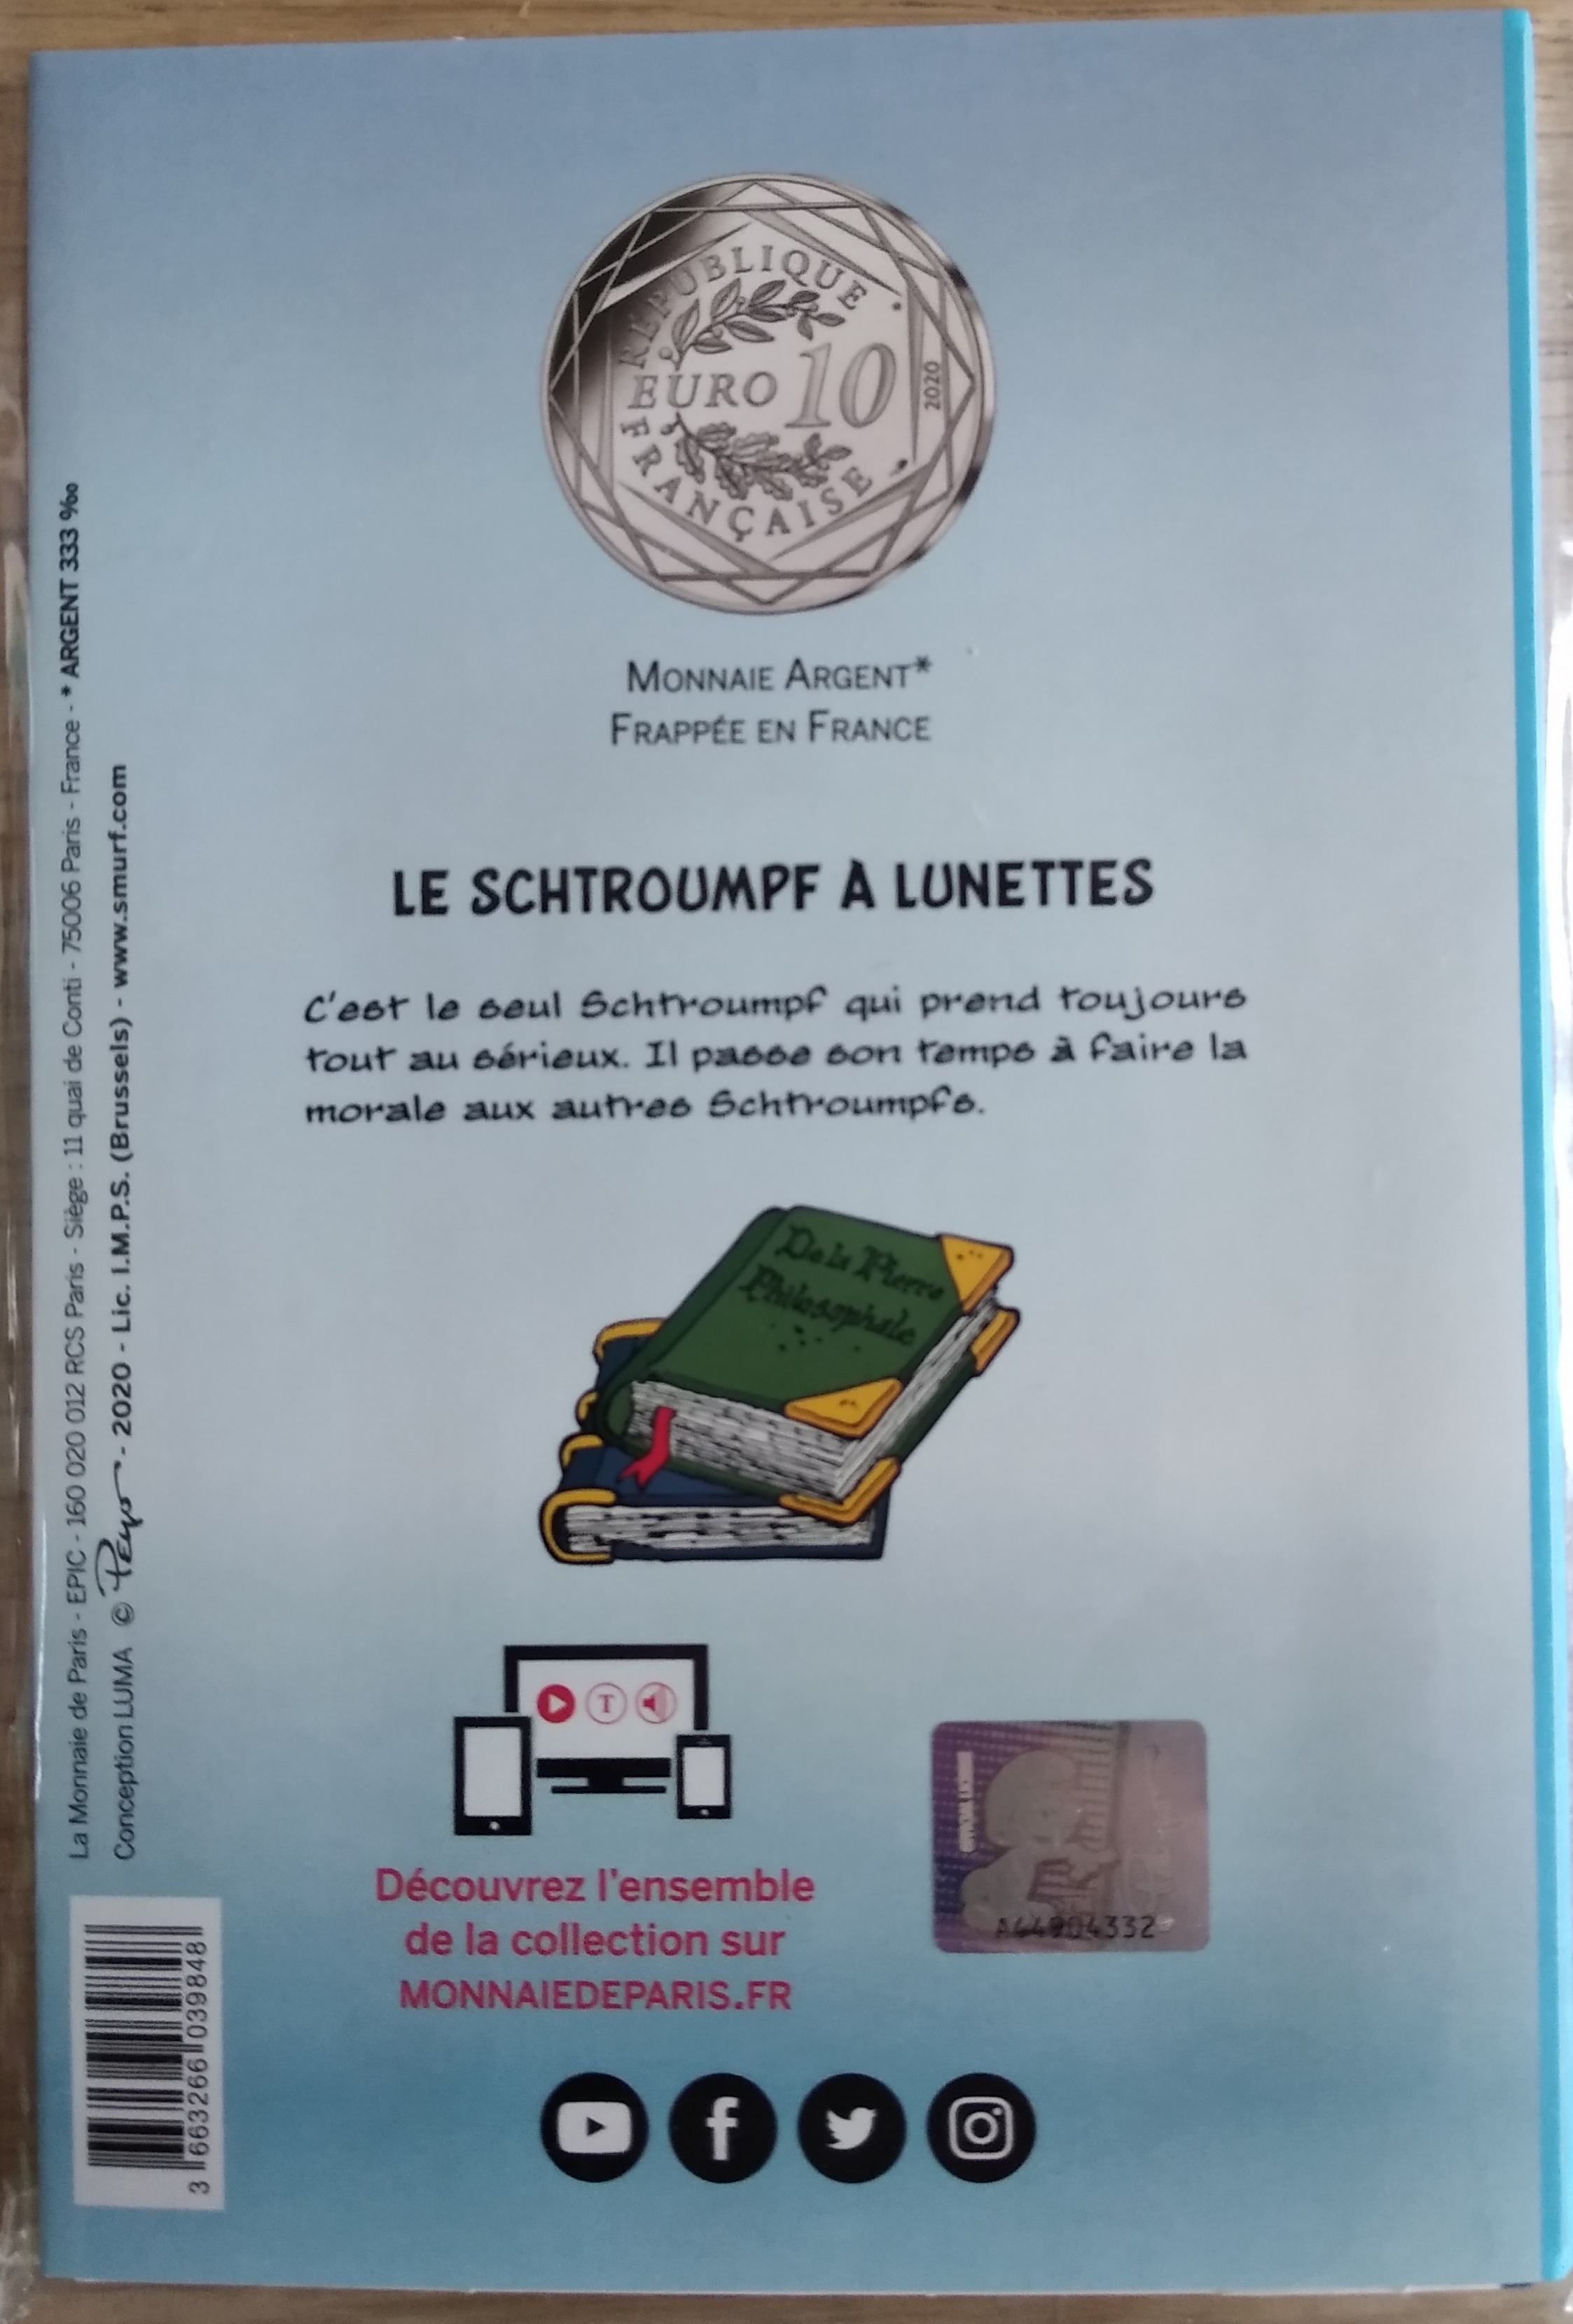 RÉPUBLIQUE
EURO 10
2020
FRANÇAISE
MONNAIE ARGENT*
FRAPPÉE EN FRANCE
LE SCHTROUMPF À LUNETTES
C'est le seul Schtroumpf qui prend toujours
tout au sérieux. Il passe son temps à faire la
morale aux autres Schtroumpfs.
De la Pierre
Philosophale
T
Découvrez l'ensemble
de la collection sur
MONNAIEDEPARIS.FR
A44904332
La Monnaie de Paris - EPIC - 160 020 012 RCS Paris - Siège : 11 quai de Conti - 75006 Paris - France - * ARGENT 333 ‰
Conception LUMA © Peyo - 2020 - Lic. I.M.P.S. (Brussels) - www.smurf.com
3 663266 039848